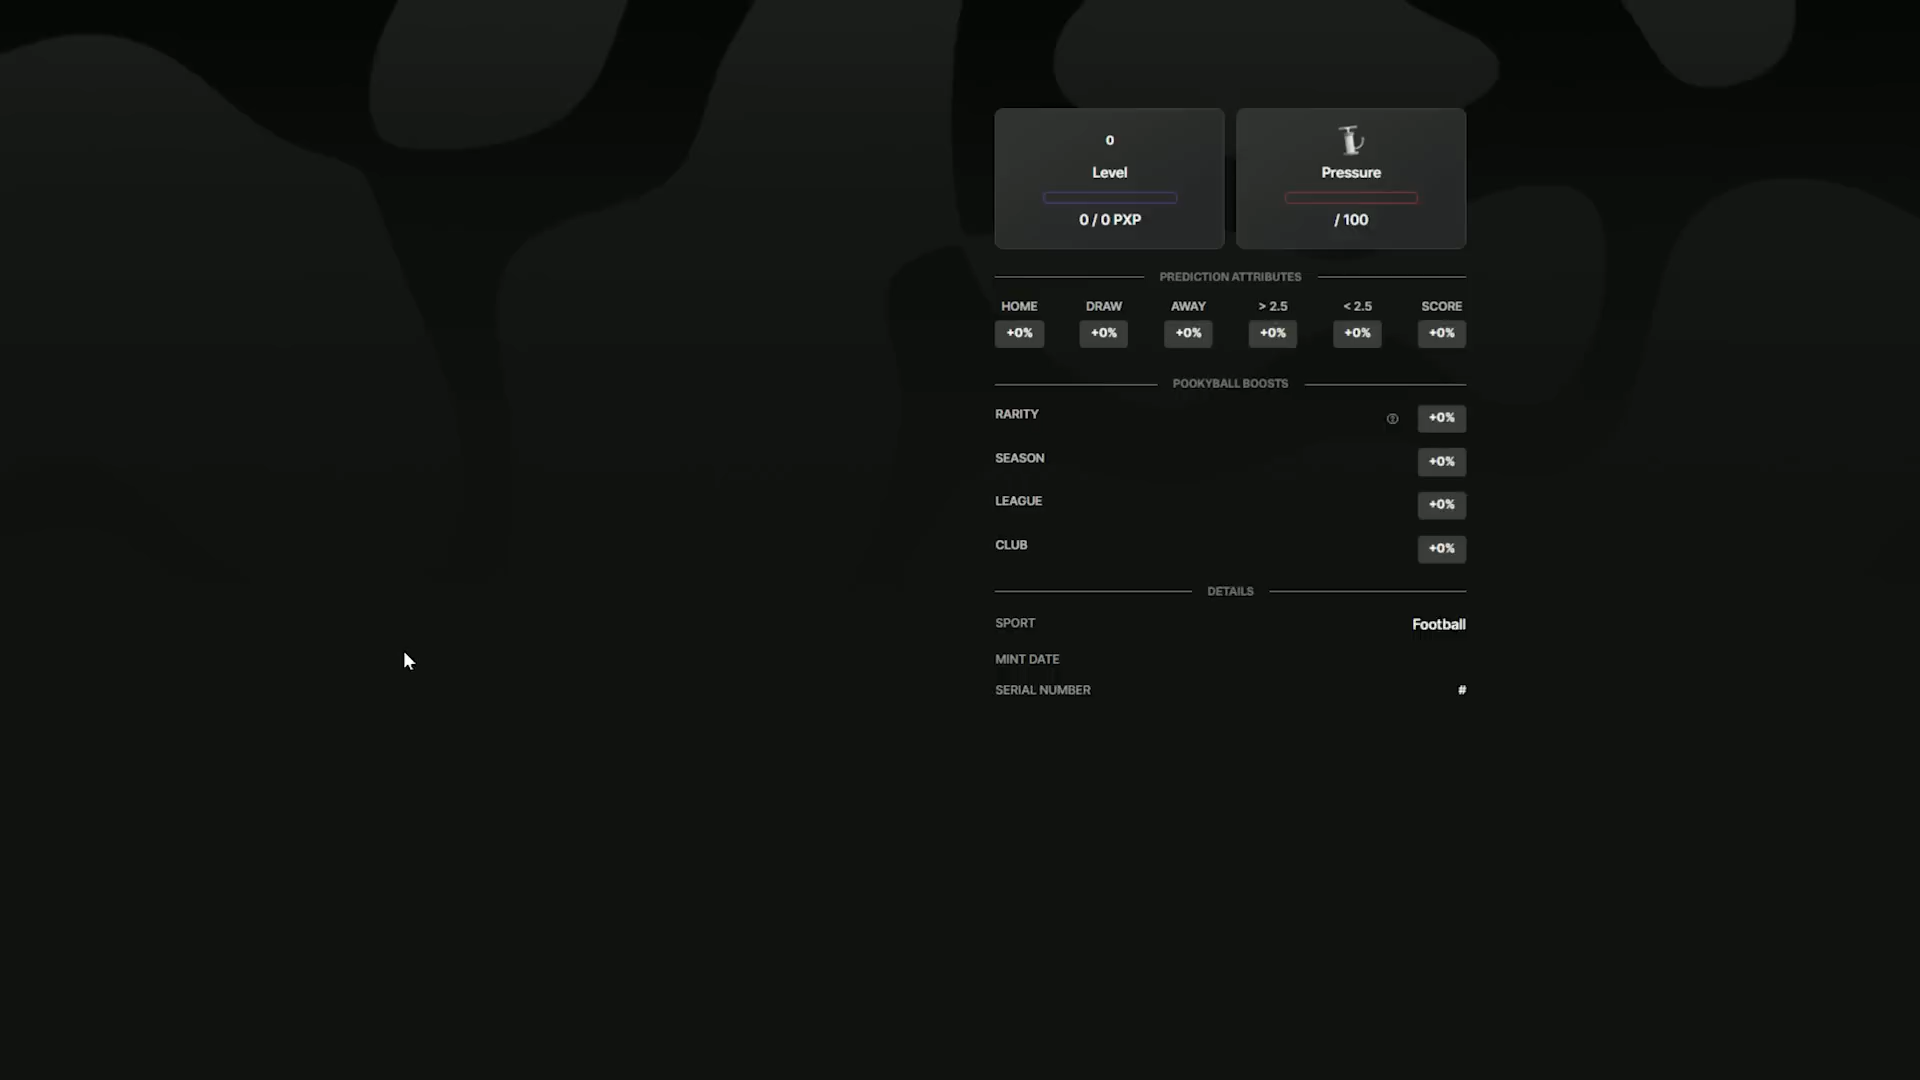 0
Level
0 / 0 PXP
Pressure
/ 100
PREDICTION ATTRIBUTES
HOME DRAW AWAY > 2.5 < 2.5 SCORE
+0% +0% +0% +0% +0% +0%
POOKYBALL BOOSTS
RARITY +0%
SEASON +0%
LEAGUE +0%
CLUB +0%
DETAILS
SPORT Football
MINT DATE
SERIAL NUMBER #